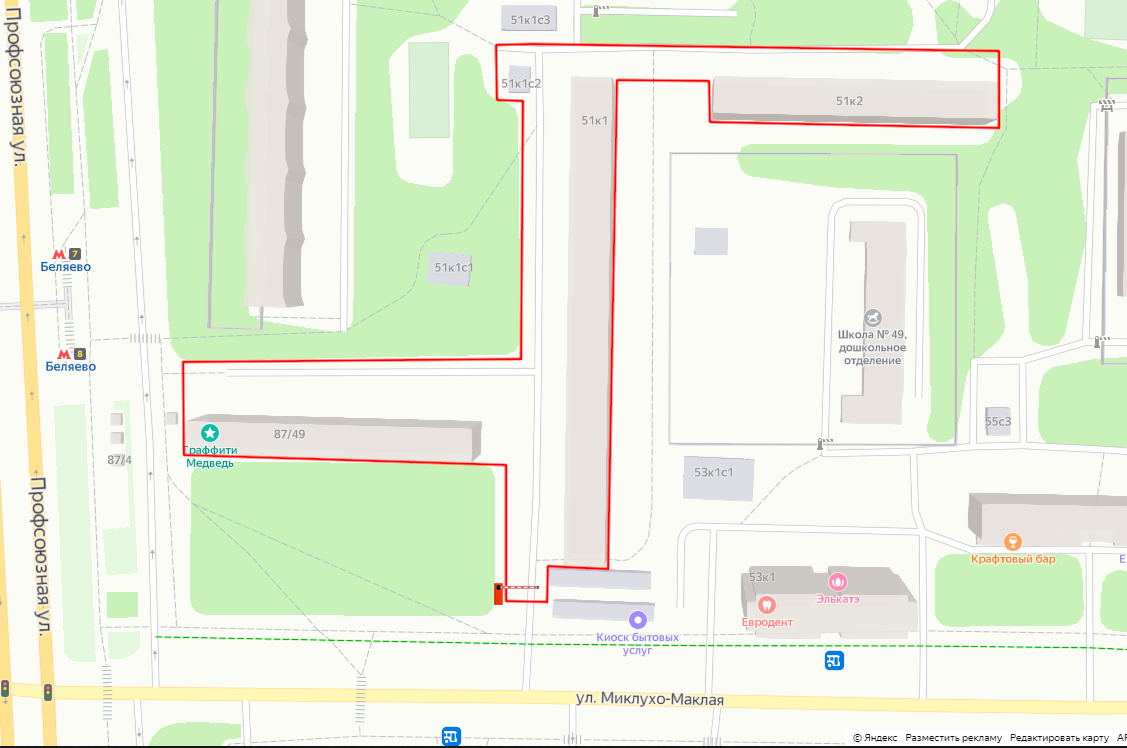 Профсоюзная ул.
51к1с3
51к1с2
51к1
51к2
7
Беляево
51к1с1
8
Беляево
Школа № 49,
дошкольное
отделение
87/49
Граффити
Медведь
87/4
55с3
53к1с1
Профсоюзная ул.
Крафтовый бар
53к1
Элькатэ
Евродент
Киоск бытовых
услуг
ул. Миклухо-Маклая
© Яндекс Разместить рекламу Редактировать карту